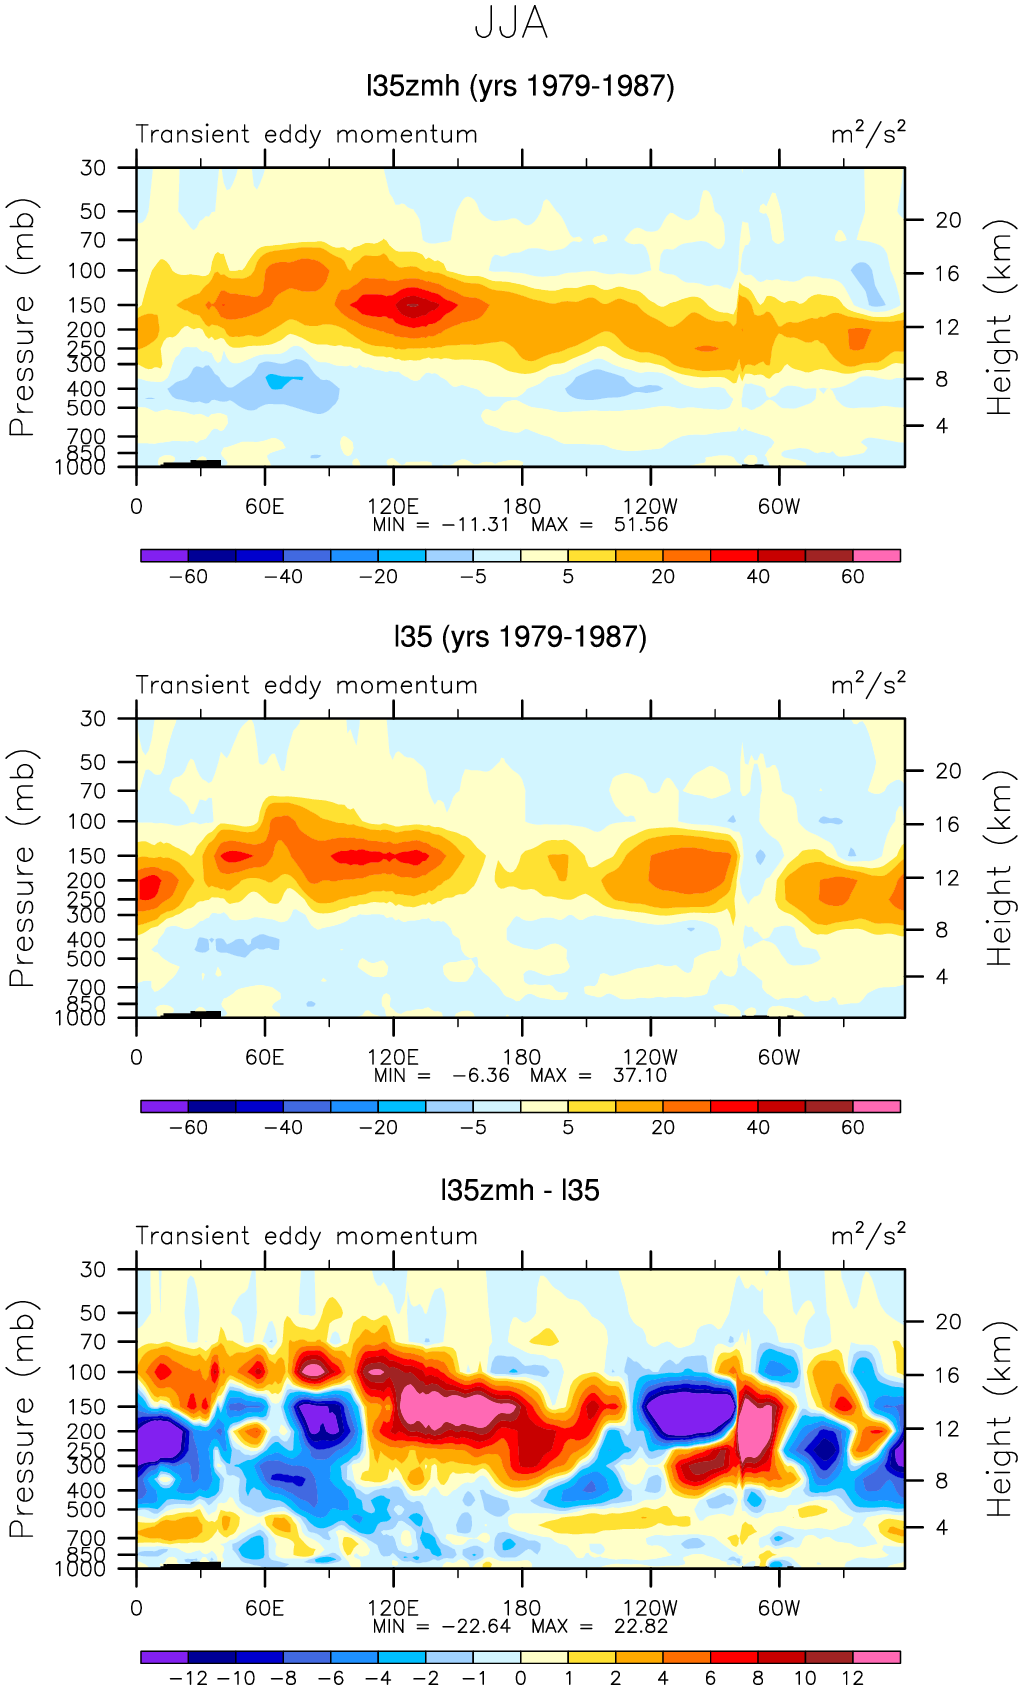 JJA
l35zmh (yrs 1979-1987)
Transient eddy momentum m²/s²
Pressure (mb)
30
50
70
100
150
200
250
300
400
500
700
850
1000
20
16
12
8
4
Height (km)
0 60E 120E 180 120W 60W
MIN = −11.31 MAX = 51.56
−60 −40 −20 −5 5 20 40 60
l35 (yrs 1979-1987)
Transient eddy momentum m²/s²
Pressure (mb)
30
50
70
100
150
200
250
300
400
500
700
850
1000
20
16
12
8
4
Height (km)
0 60E 120E 180 120W 60W
MIN = −6.36 MAX = 37.10
−60 −40 −20 −5 5 20 40 60
l35zmh - l35
Transient eddy momentum m²/s²
Pressure (mb)
30
50
70
100
150
200
250
300
400
500
700
850
1000
20
16
12
8
4
Height (km)
0 60E 120E 180 120W 60W
MIN = −22.64 MAX = 22.82
−12 −10 −8 −6 −4 −2 −1 0 1 2 4 6 8 10 12